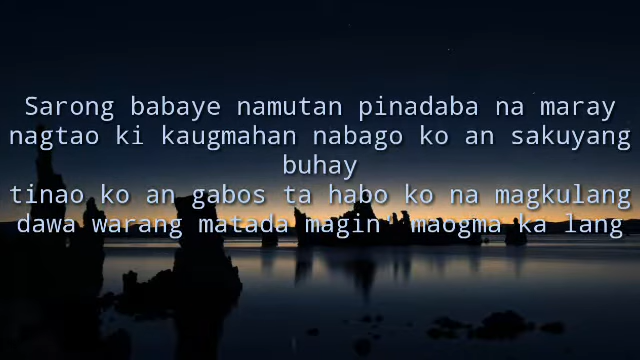 Sarong babaye namutan pinadaba na maray
nagtao ki kaugmahan nabago ko an sakuyang
buhay
tinao ko an gabos ta habo ko na magkulang
dawa warang matada magin' maogma ka lang